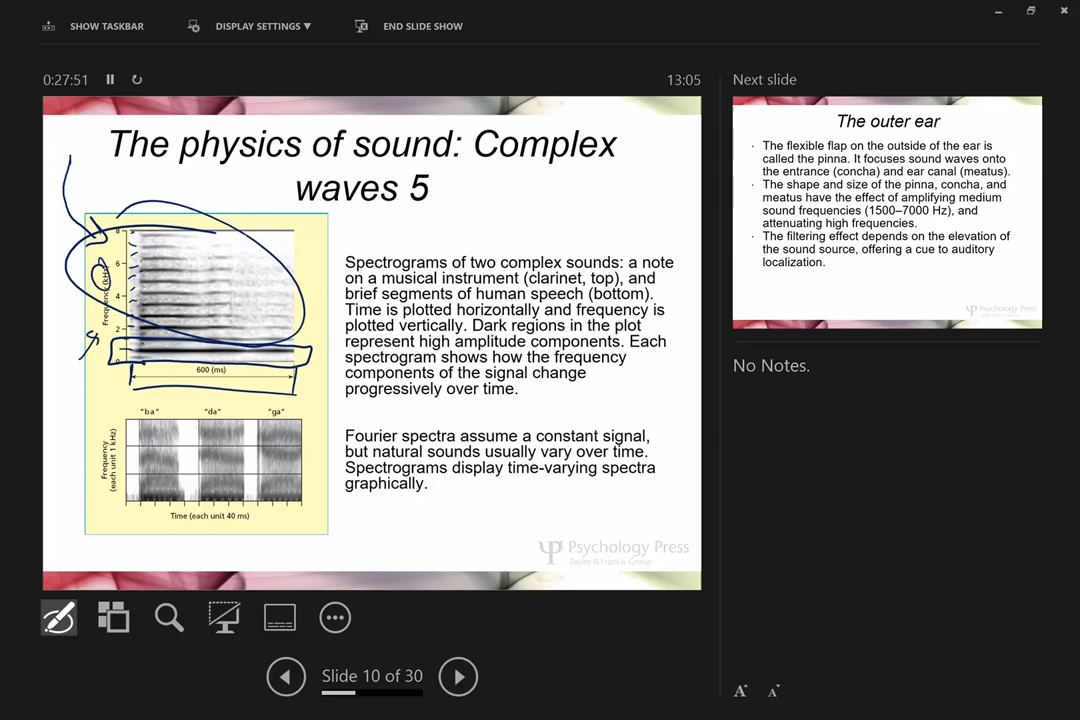 SHOW TASKBAR
DISPLAY SETTINGS ▼
END SLIDE SHOW
0:27:51
13:05
Next slide
The physics of sound: Complex
waves 5
8
6
4
2
0
Frequency (kHz)
600 (ms)
"ba"
"da"
"ga"
Frequency
(each unit 1 kHz)
Time (each unit 40 ms)
Spectrograms of two complex sounds: a note
on a musical instrument (clarinet, top), and
brief segments of human speech (bottom).
Time is plotted horizontally and frequency is
plotted vertically. Dark regions in the plot
represent high amplitude components. Each
spectrogram shows how the frequency
components of the signal change
progressively over time.
Fourier spectra assume a constant signal,
but natural sounds usually vary over time.
Spectrograms display time-varying spectra
graphically.
Psychology Press
Taylor & Francis Group
The outer ear
· The flexible flap on the outside of the ear is
called the pinna. It focuses sound waves onto
the entrance (concha) and ear canal (meatus).
· The shape and size of the pinna, concha, and
meatus have the effect of amplifying medium
sound frequencies (1500–7000 Hz), and
attenuating high frequencies.
· The filtering effect depends on the elevation of
the sound source, offering a cue to auditory
localization.
Psychology Press
No Notes.
Slide 10 of 30
A
A